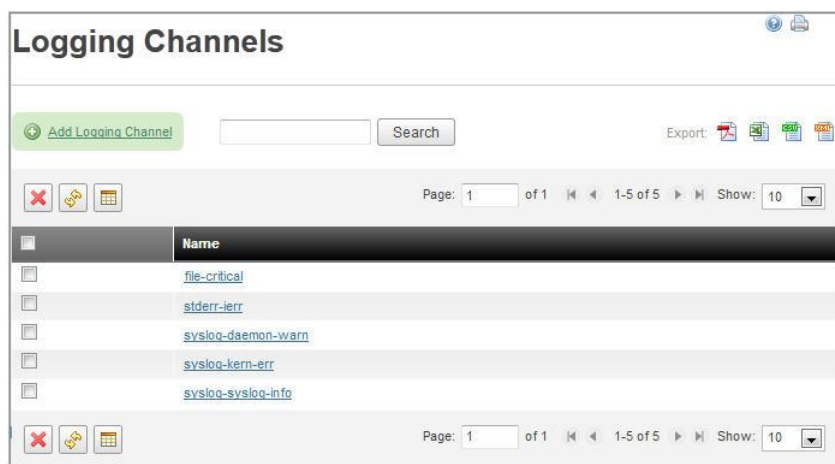 Logging Channels
Add Logging Channel
Search
Export:
Page: 1 of 1 1-5 of 5 Show: 10
Name
file-critical
stderr-ierr
syslog-daemon-warn
syslog-kern-err
syslog-syslog-info
Page: 1 of 1 1-5 of 5 Show: 10